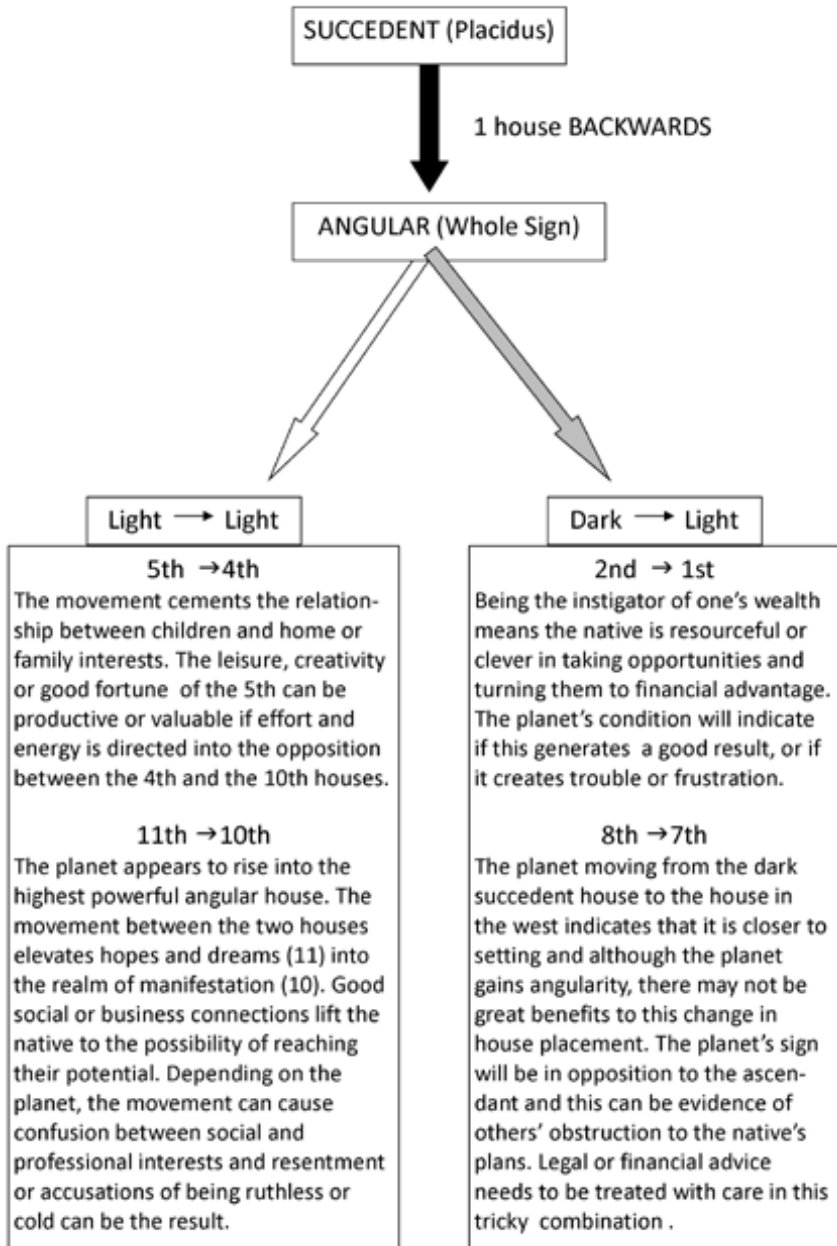 SUCCEDENT (Placidus)
1 house BACKWARDS
ANGULAR (Whole Sign)
Light → Light
5th → 4th
The movement cements the relation-
ship between children and home or
family interests. The leisure, creativity
or good fortune of the 5th can be
productive or valuable if effort and
energy is directed into the opposition
between the 4th and the 10th houses.
11th → 10th
The planet appears to rise into the
highest powerful angular house. The
movement between the two houses
elevates hopes and dreams (11) into
the realm of manifestation (10). Good
social or business connections lift the
native to the possibility of reaching
their potential. Depending on the
planet, the movement can cause
confusion between social and
professional interests and resentment
or accusations of being ruthless or
cold can be the result.
Dark → Light
2nd → 1st
Being the instigator of one's wealth
means the native is resourceful or
clever in taking opportunities and
turning them to financial advantage.
The planet's condition will indicate
if this generates a good result, or if
it creates trouble or frustration.
8th → 7th
The planet moving from the dark
succedent house to the house in
the west indicates that it is closer to
setting and although the planet
gains angularity, there may not be
great benefits to this change in
house placement. The planet's sign
will be in opposition to the ascen-
dant and this can be evidence of
others' obstruction to the native's
plans. Legal or financial advice
needs to be treated with care in this
tricky combination .